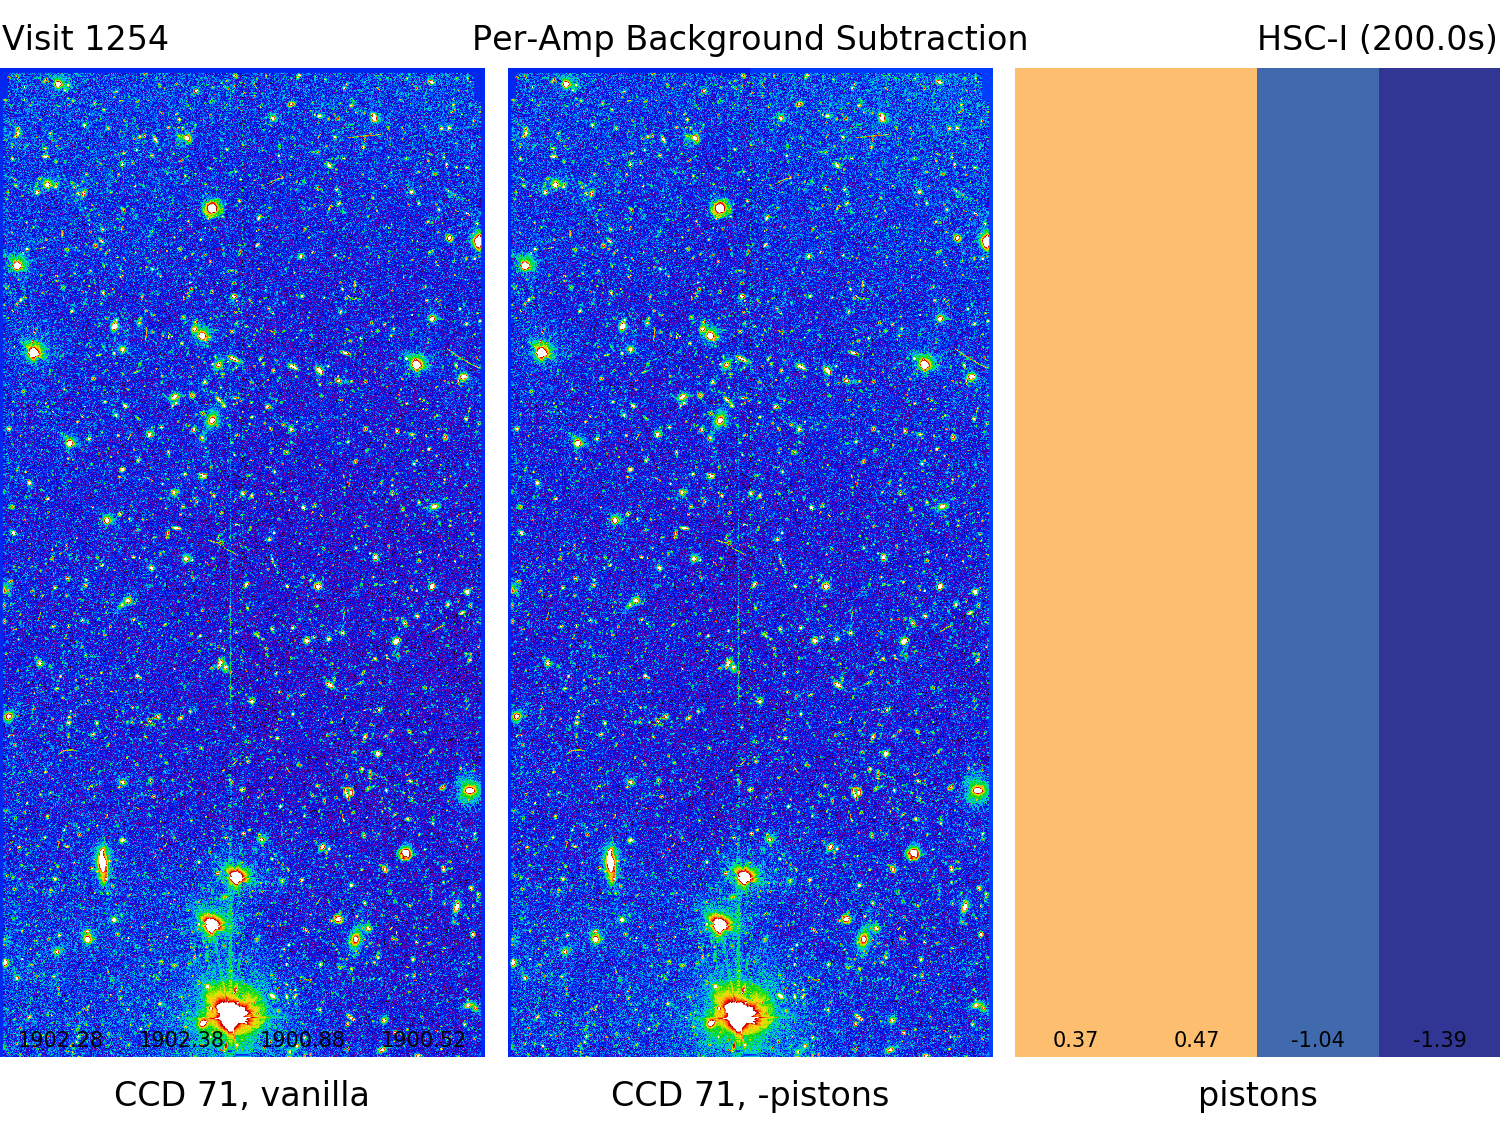 Visit 1254 Per-Amp Background Subtraction HSC-I (200.0s)
1902.28 1902.38 1900.88 1900.52 0.37 0.47 -1.04 -1.39
CCD 71, vanilla CCD 71, -pistons pistons